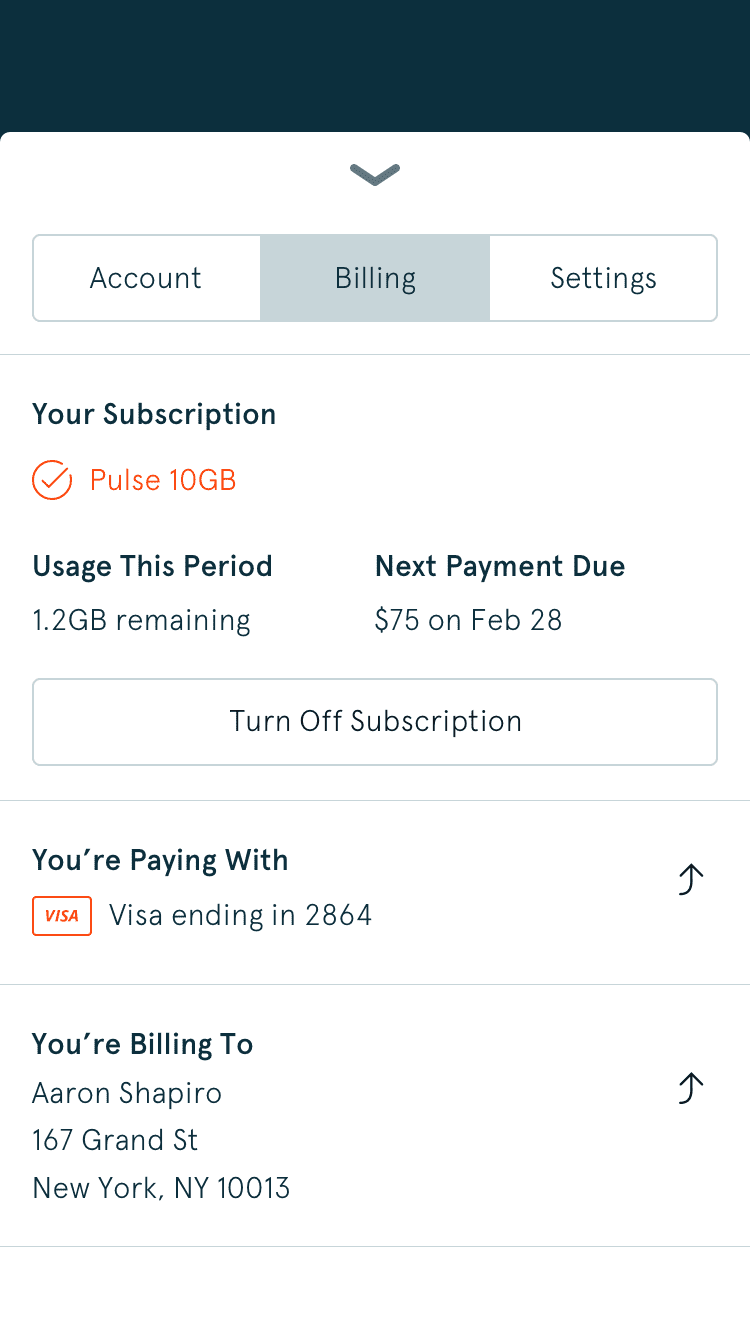 Account
Billing
Settings
Your Subscription
Pulse 10GB
Usage This Period
1.2GB remaining
Next Payment Due
$75 on Feb 28
Turn Off Subscription
You’re Paying With
VISA Visa ending in 2864
You’re Billing To
Aaron Shapiro
167 Grand St
New York, NY 10013